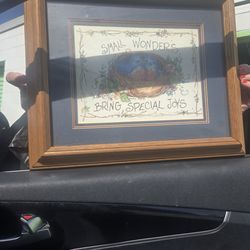 SMALL WONDERS
BRING SPECIAL JOYS